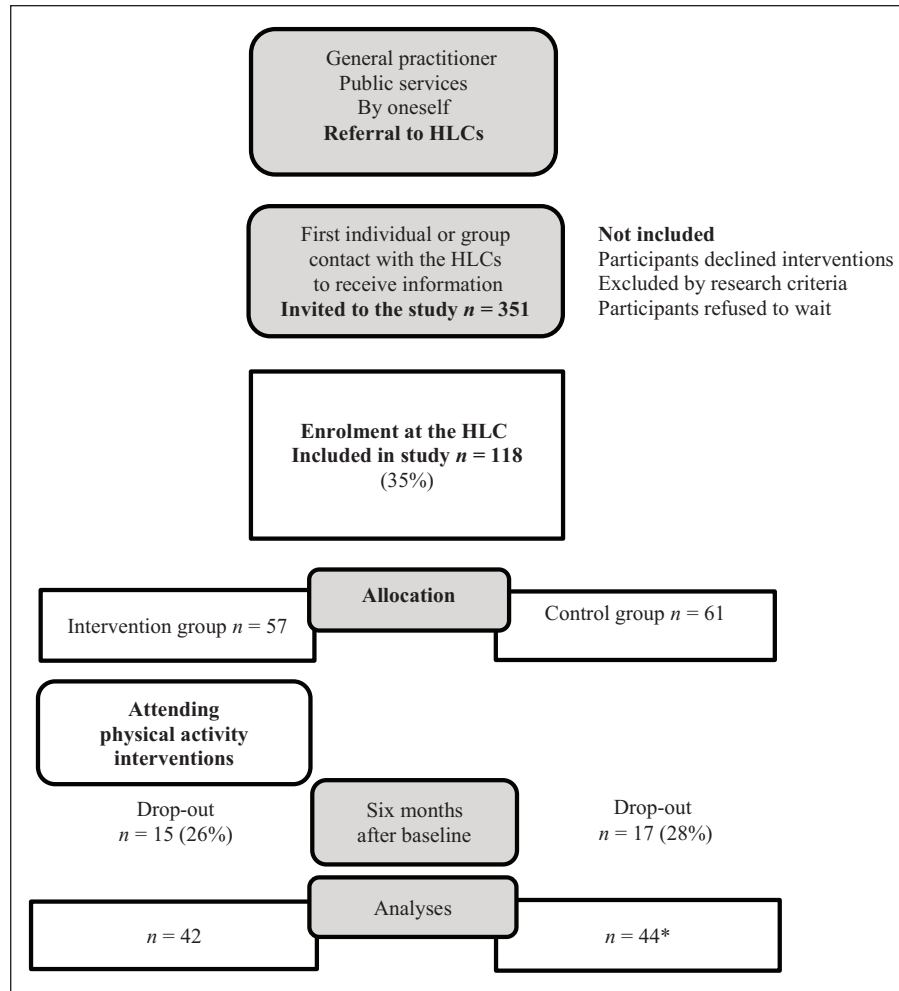 General practitioner
Public services
By oneself
Referral to HLCs
First individual or group
contact with the HLCs
to receive information
Invited to the study n = 351
Not included
Participants declined interventions
Excluded by research criteria
Participants refused to wait
Enrolment at the HLC
Included in study n = 118
(35%)
Allocation
Intervention group n = 57
Control group n = 61
Attending
physical activity
interventions
Drop-out
n = 15 (26%)
Six months
after baseline
Drop-out
n = 17 (28%)
Analyses
n = 42
n = 44*